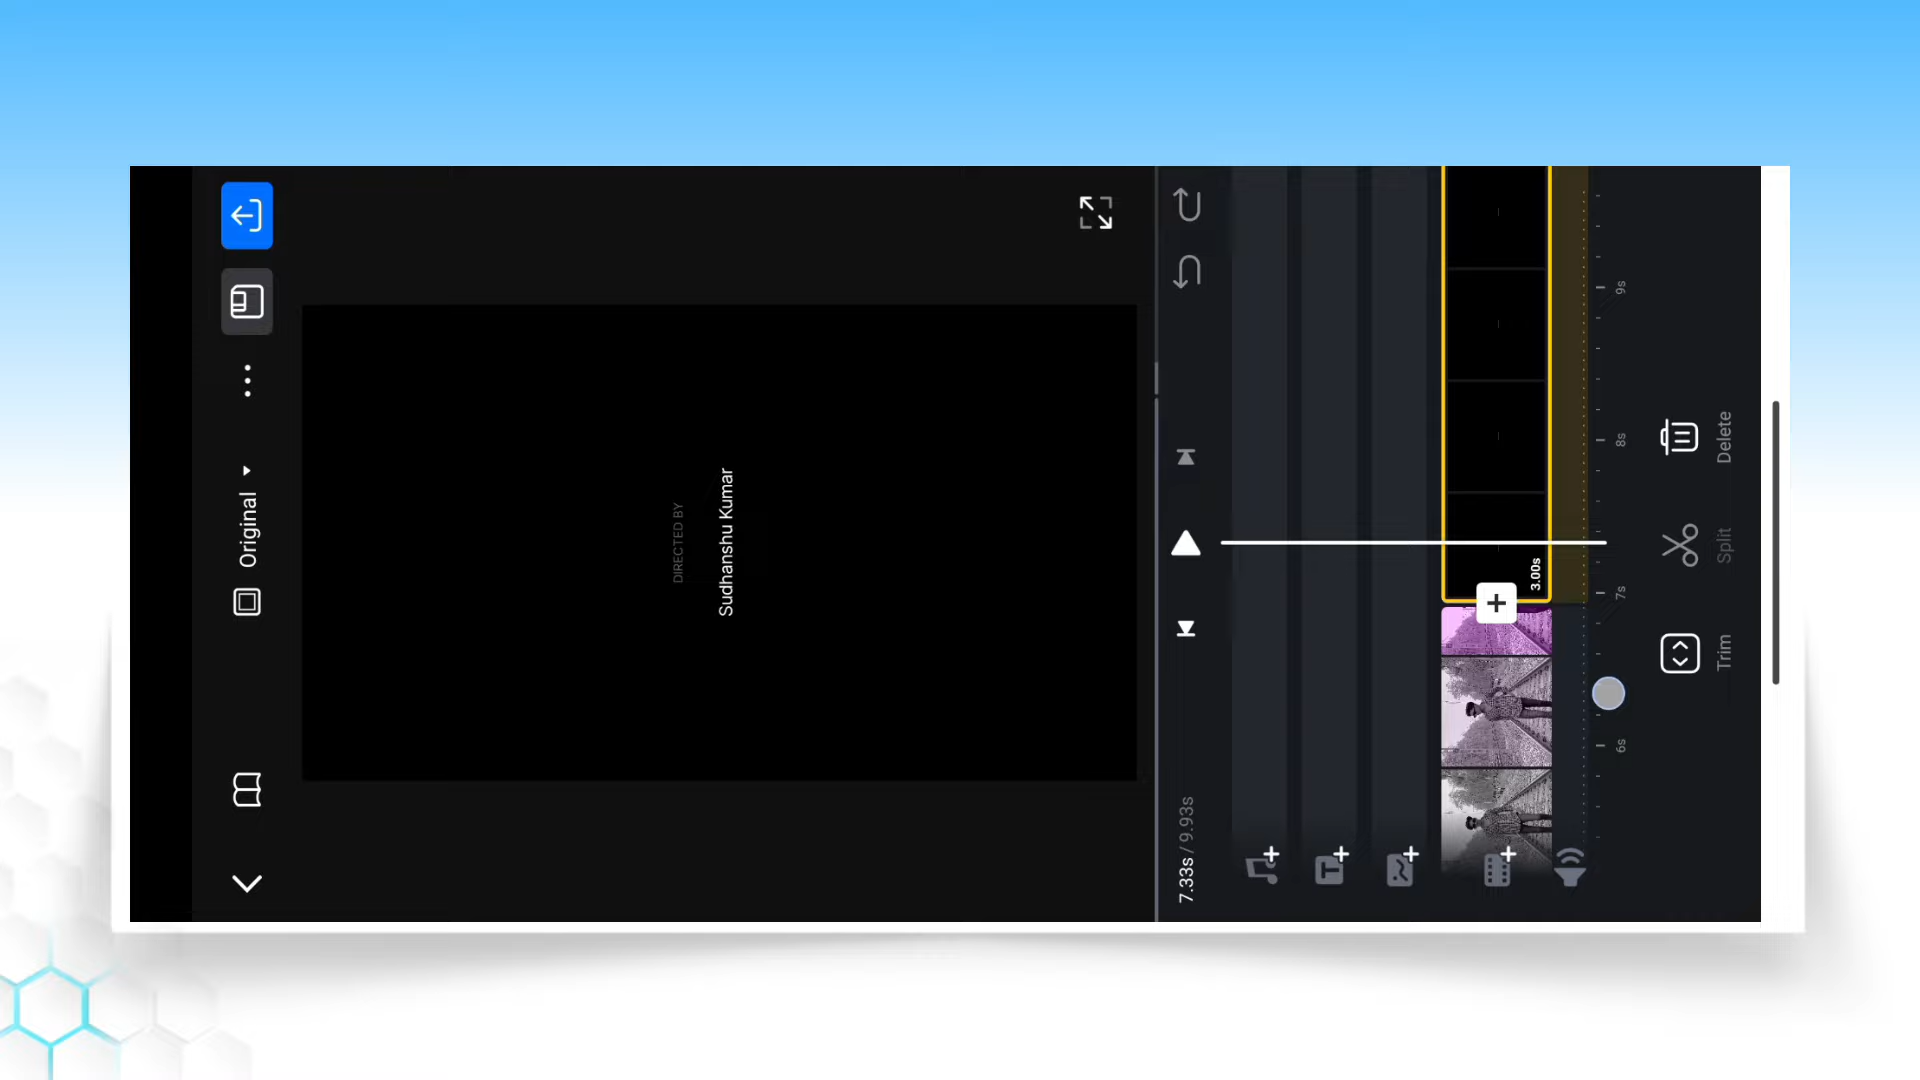 Original
DIRECTED BY
Sudhanshu Kumar
7.33s / 9.93s
3.00s
6s
7s
8s
9s
Trim
Split
Delete